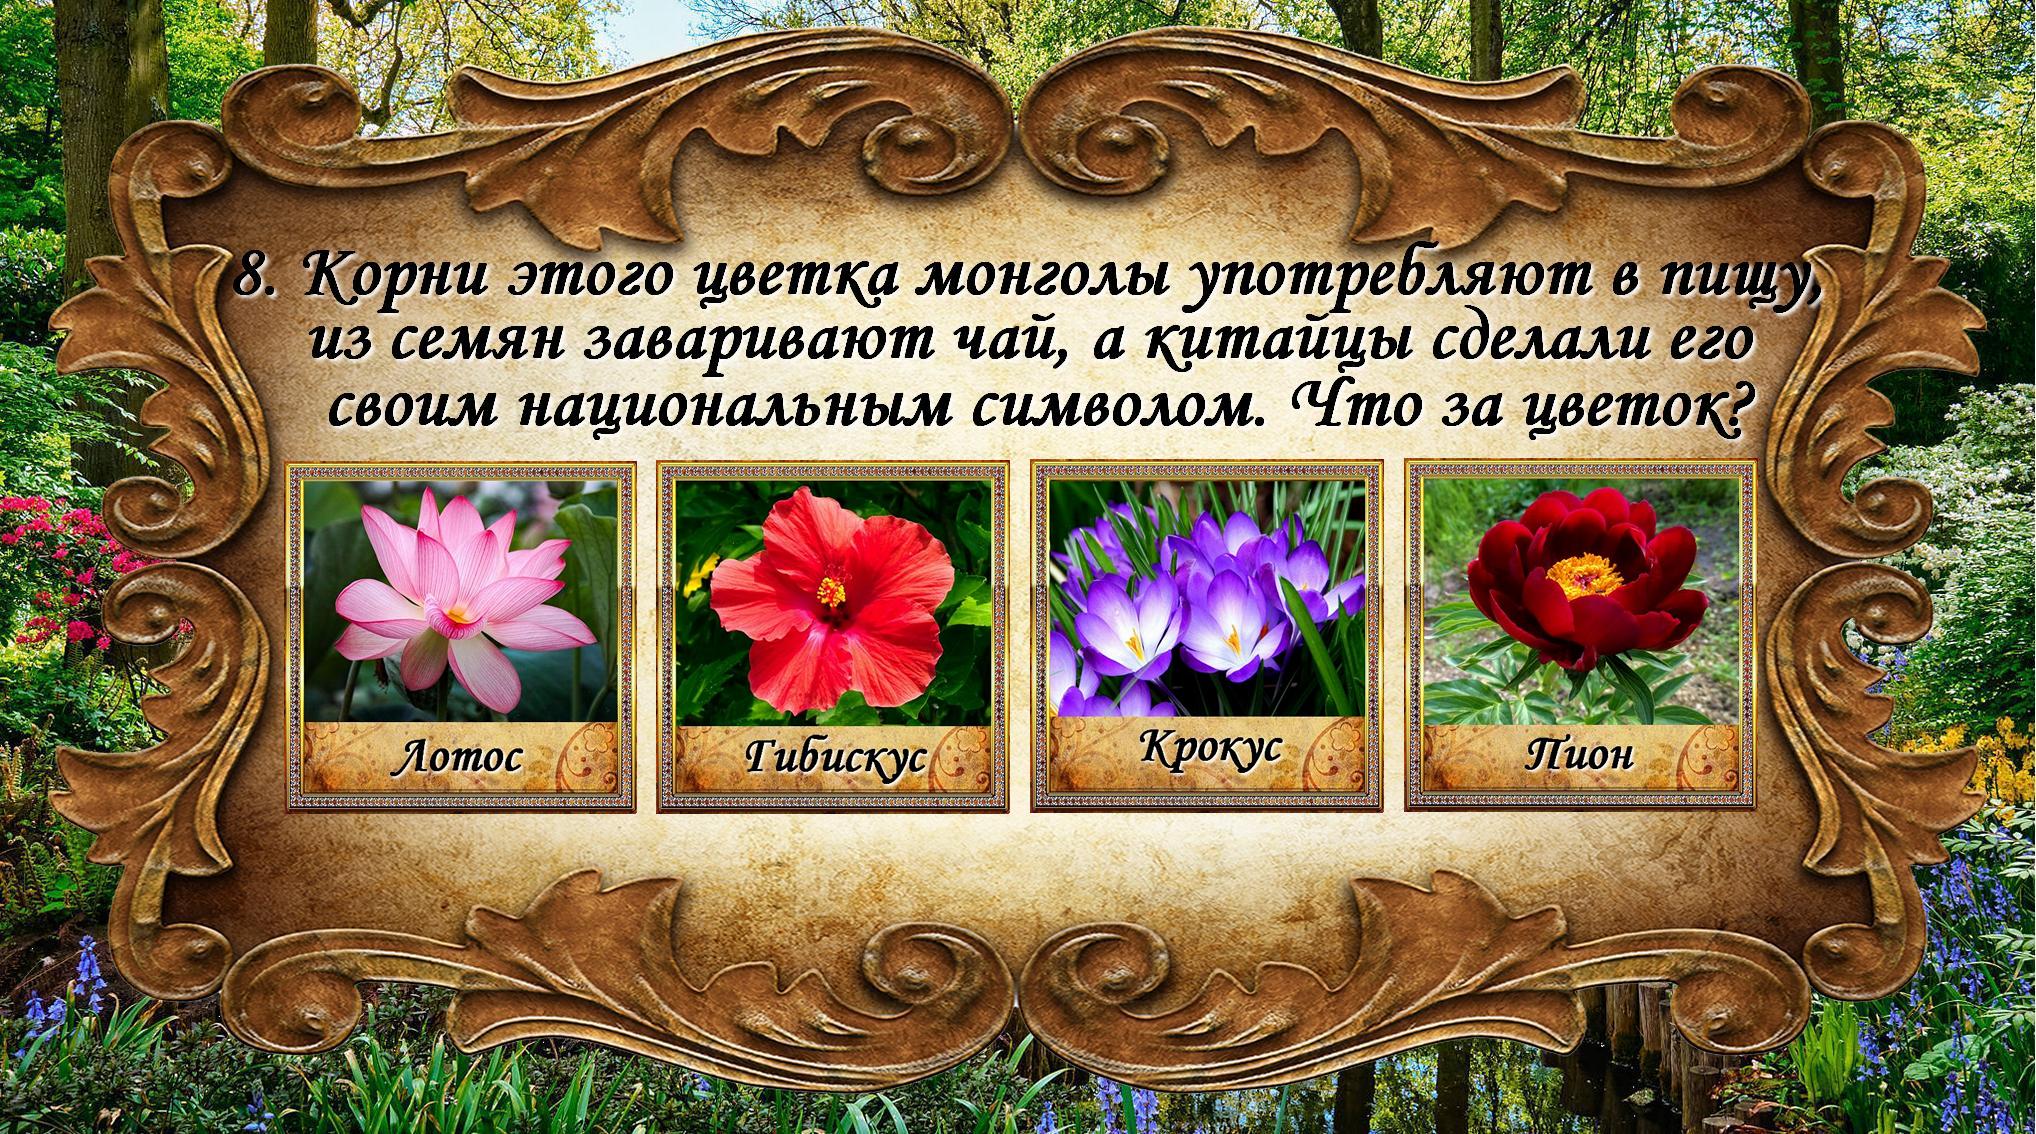 8. Корни этого цветка монголы употребляют в пищу,
из семян заваривают чай, а китайцы сделали его
своим национальным символом. Что за цветок?
Лотос
Гибискус
Крокус
Пион